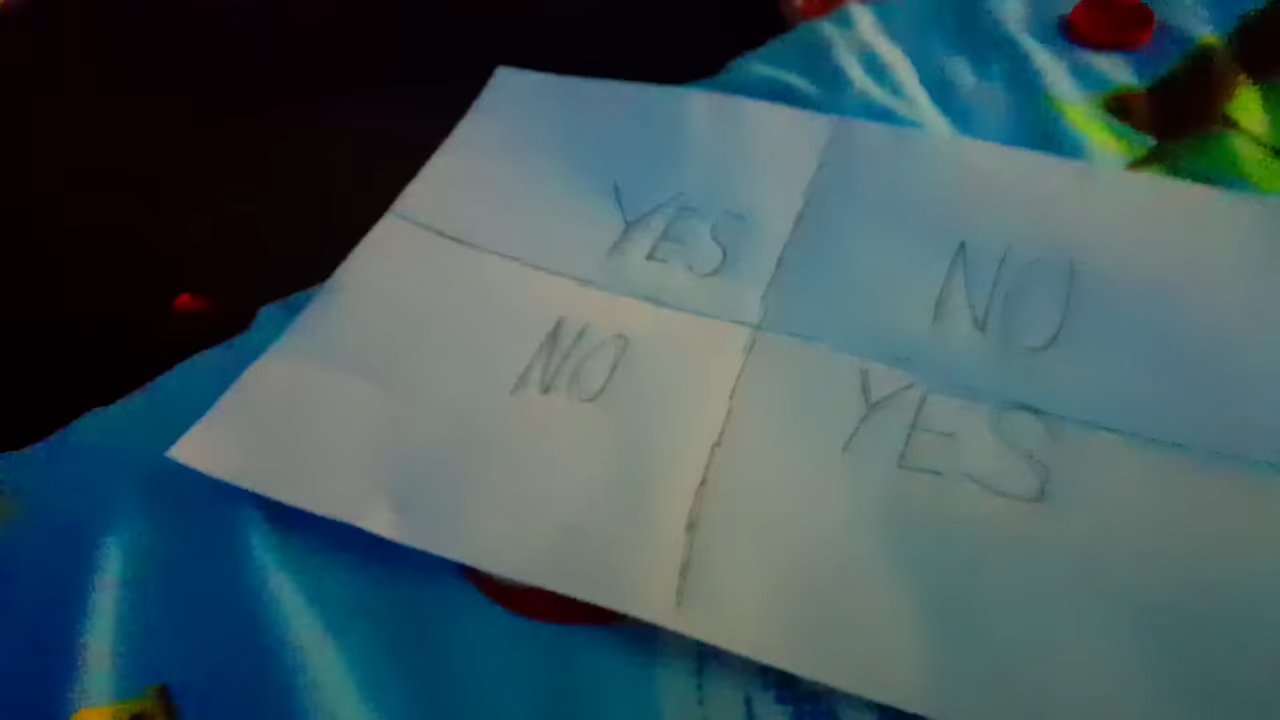 YES NO
NO YES